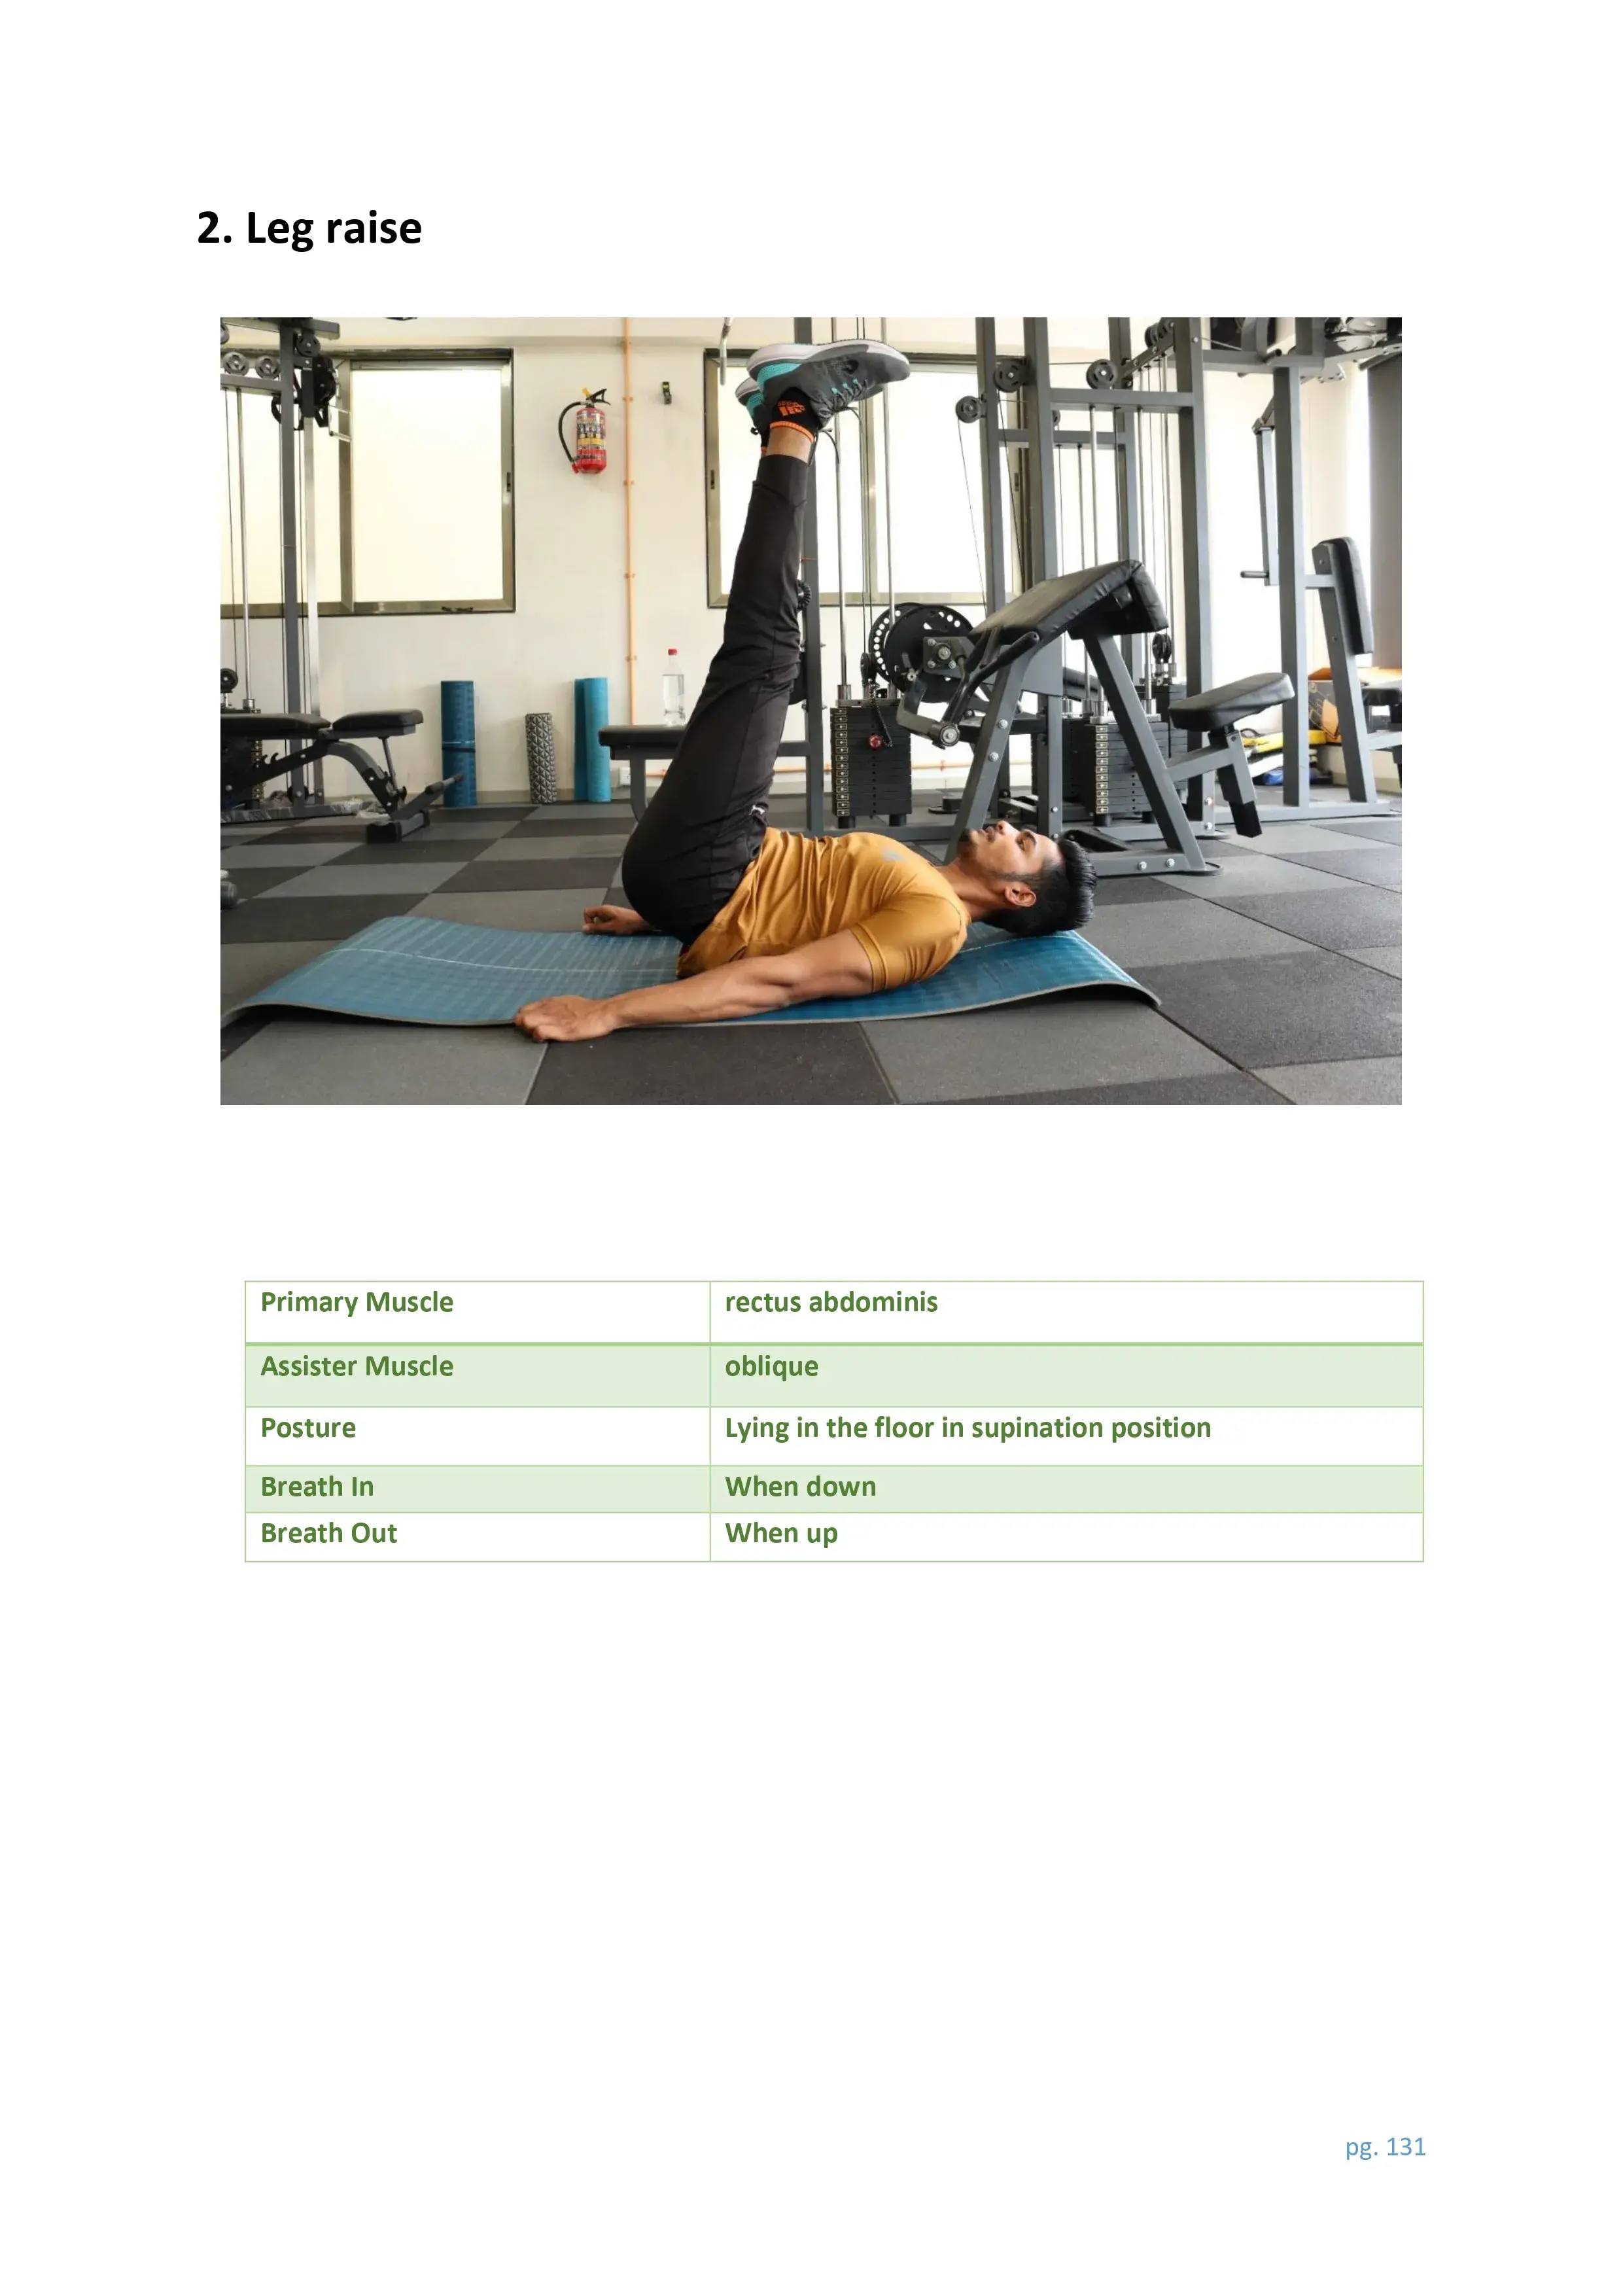 2. Leg raise
Primary Muscle rectus abdominis
Assister Muscle oblique
Posture Lying in the floor in supination position
Breath In When down
Breath Out When up
pg. 131